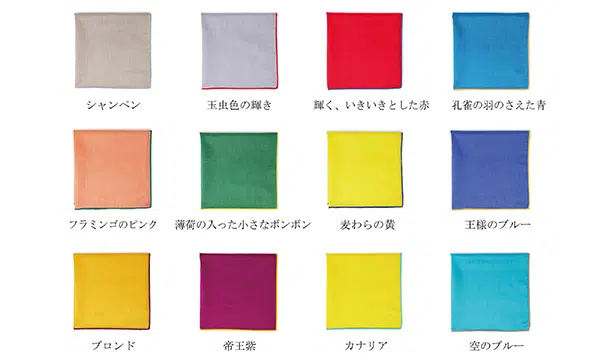 シャンペン
玉虫色の輝き
輝く、いきいきとした赤
孔雀の羽のさえた青
フラミンゴのピンク
薄荷の入った小さなボンボン
麦わらの黄
王様のブルー
ブロンド
帝王紫
カナリア
空のブルー